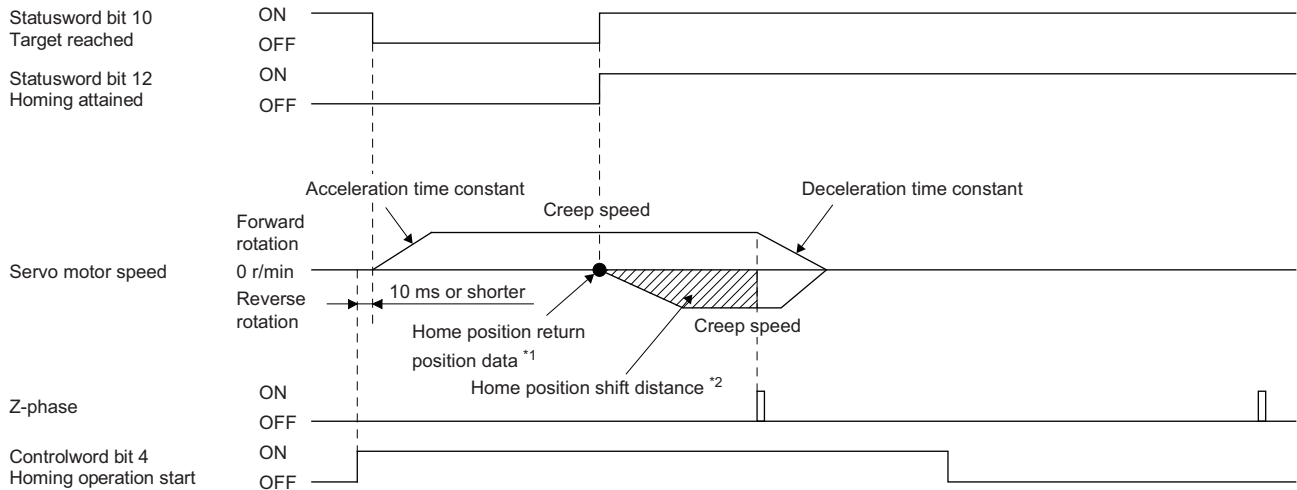 Statusword bit 10
Target reached
ON
OFF
Statusword bit 12
Homing attained
ON
OFF
Acceleration time constant
Creep speed
Deceleration time constant
Servo motor speed
Forward
rotation
0 r/min
Reverse
rotation
10 ms or shorter
Home position return
position data *1
Creep speed
Home position shift distance *2
Z-phase
ON
OFF
Controlword bit 4
Homing operation start
ON
OFF